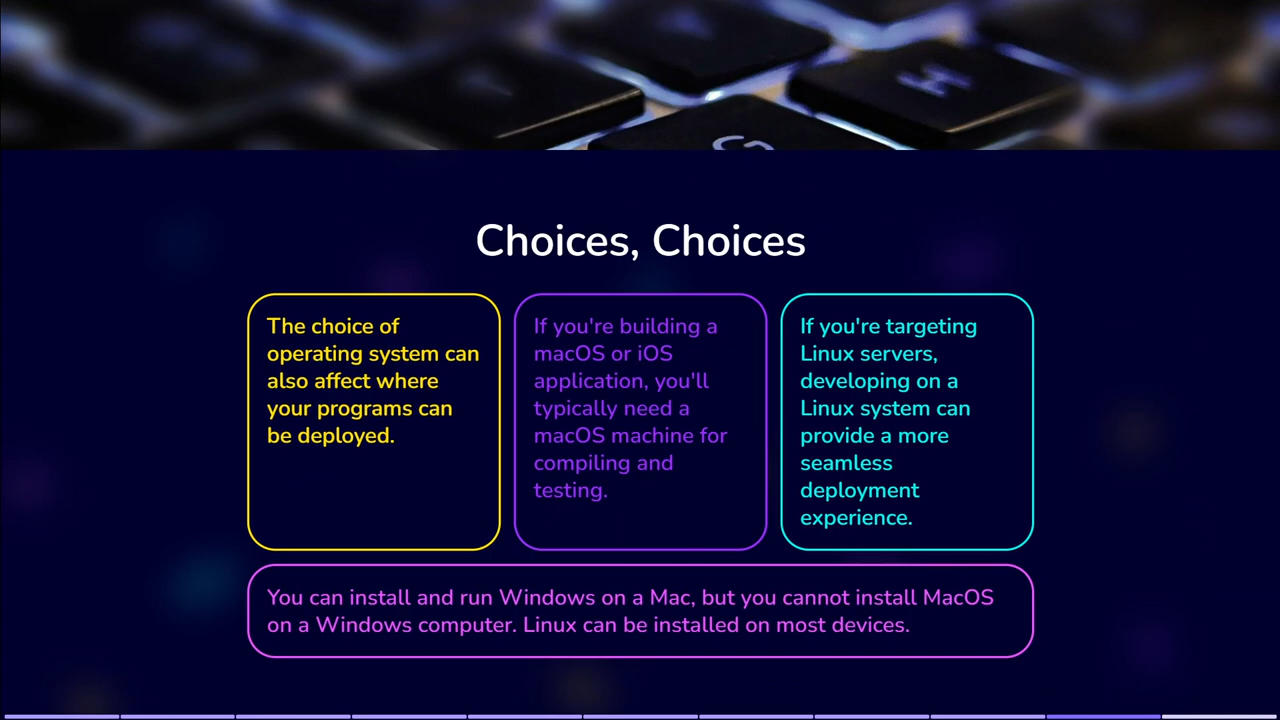 Choices, Choices
The choice of
operating system can
also affect where
your programs can
be deployed.
If you're building a
macOS or iOS
application, you'll
typically need a
macOS machine for
compiling and
testing.
If you're targeting
Linux servers,
developing on a
Linux system can
provide a more
seamless
deployment
experience.
You can install and run Windows on a Mac, but you cannot install MacOS
on a Windows computer. Linux can be installed on most devices.